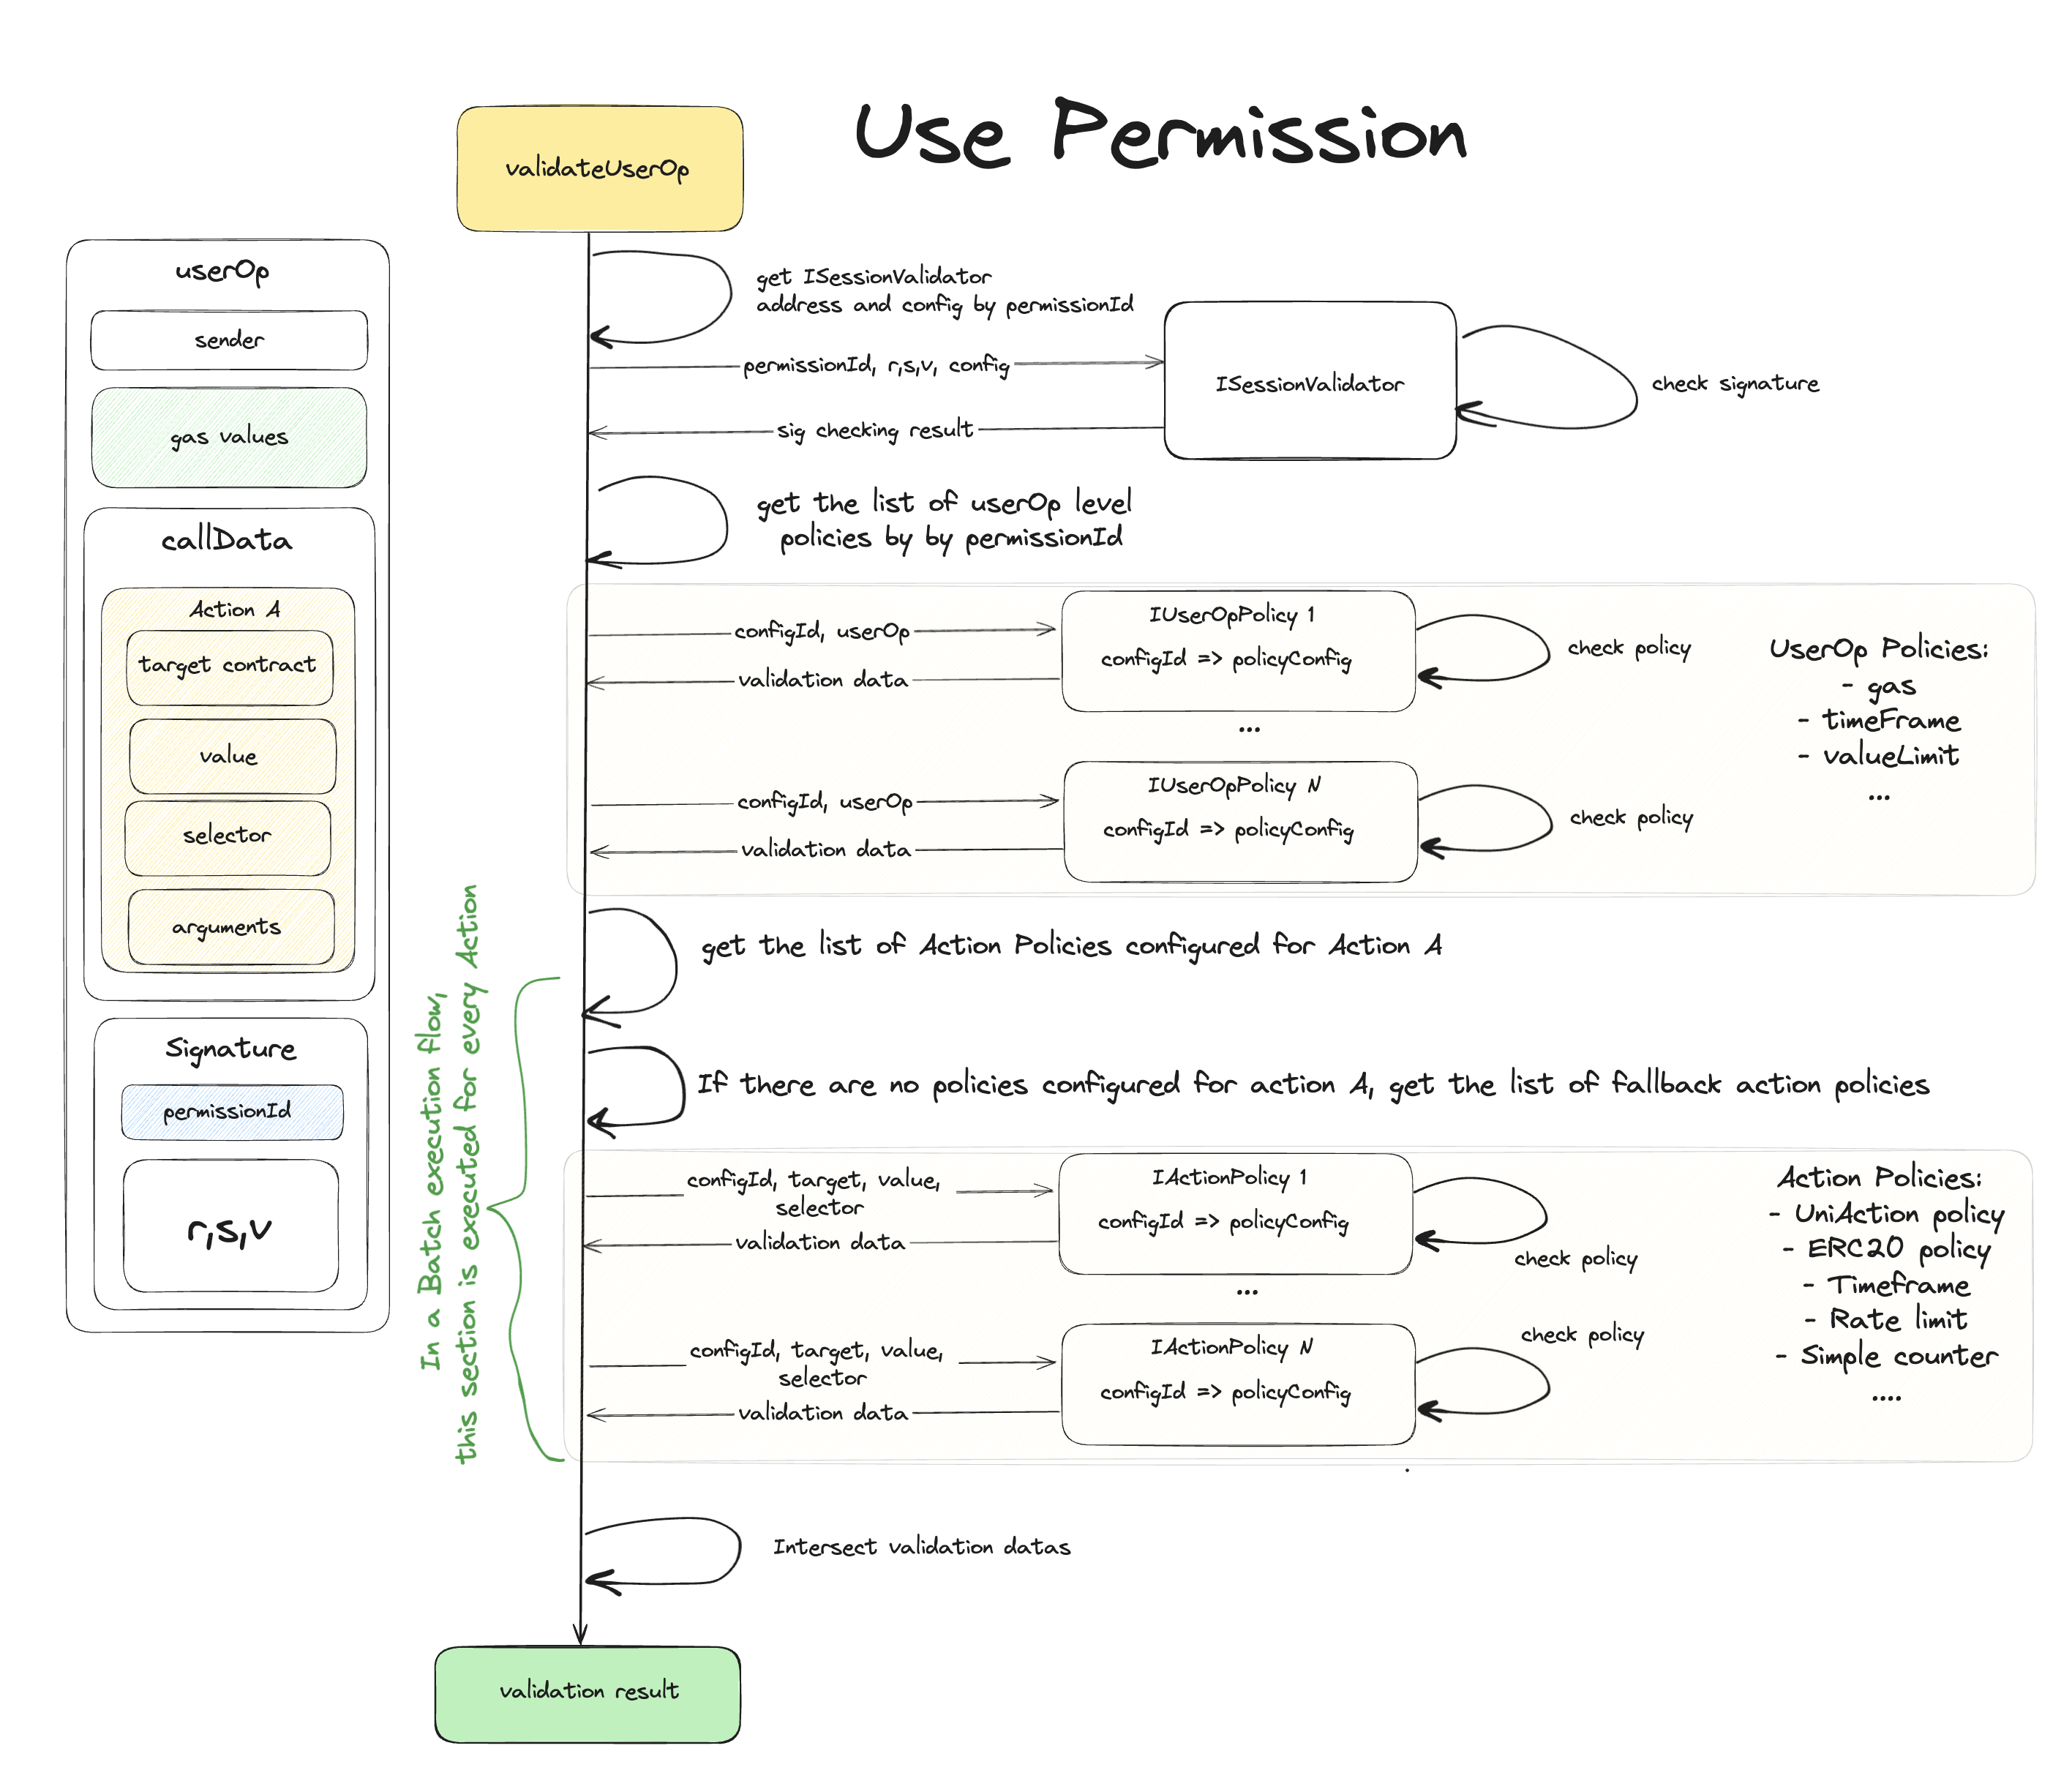 Use Permission
validateUserOp
userOp
sender
gas values
callData
Action A
target contract
value
selector
arguments
Signature
permissionId
r,s,v
get ISessionValidator
address and config by permissionId
permissionId, r,s,v, config
ISessionValidator
check signature
sig checking result
get the list of userOp level
policies by by permissionId
configId, userOp
IUserOpPolicy 1
configId => policyConfig
check policy
validation data
...
configId, userOp
IUserOpPolicy N
configId => policyConfig
check policy
validation data
UserOp Policies:
- gas
- timeFrame
- valueLimit
...
get the list of Action Policies configured for Action A
If there are no policies configured for action A, get the list of fallback action policies
In a Batch execution flow,
this section is executed for every Action
configId, target, value,
selector
IActionPolicy 1
configId => policyConfig
check policy
validation data
...
configId, target, value,
selector
IActionPolicy N
configId => policyConfig
check policy
validation data
Action Policies:
- UniAction policy
- ERC20 policy
- Timeframe
- Rate limit
- Simple counter
....
.
Intersect validation datas
validation result